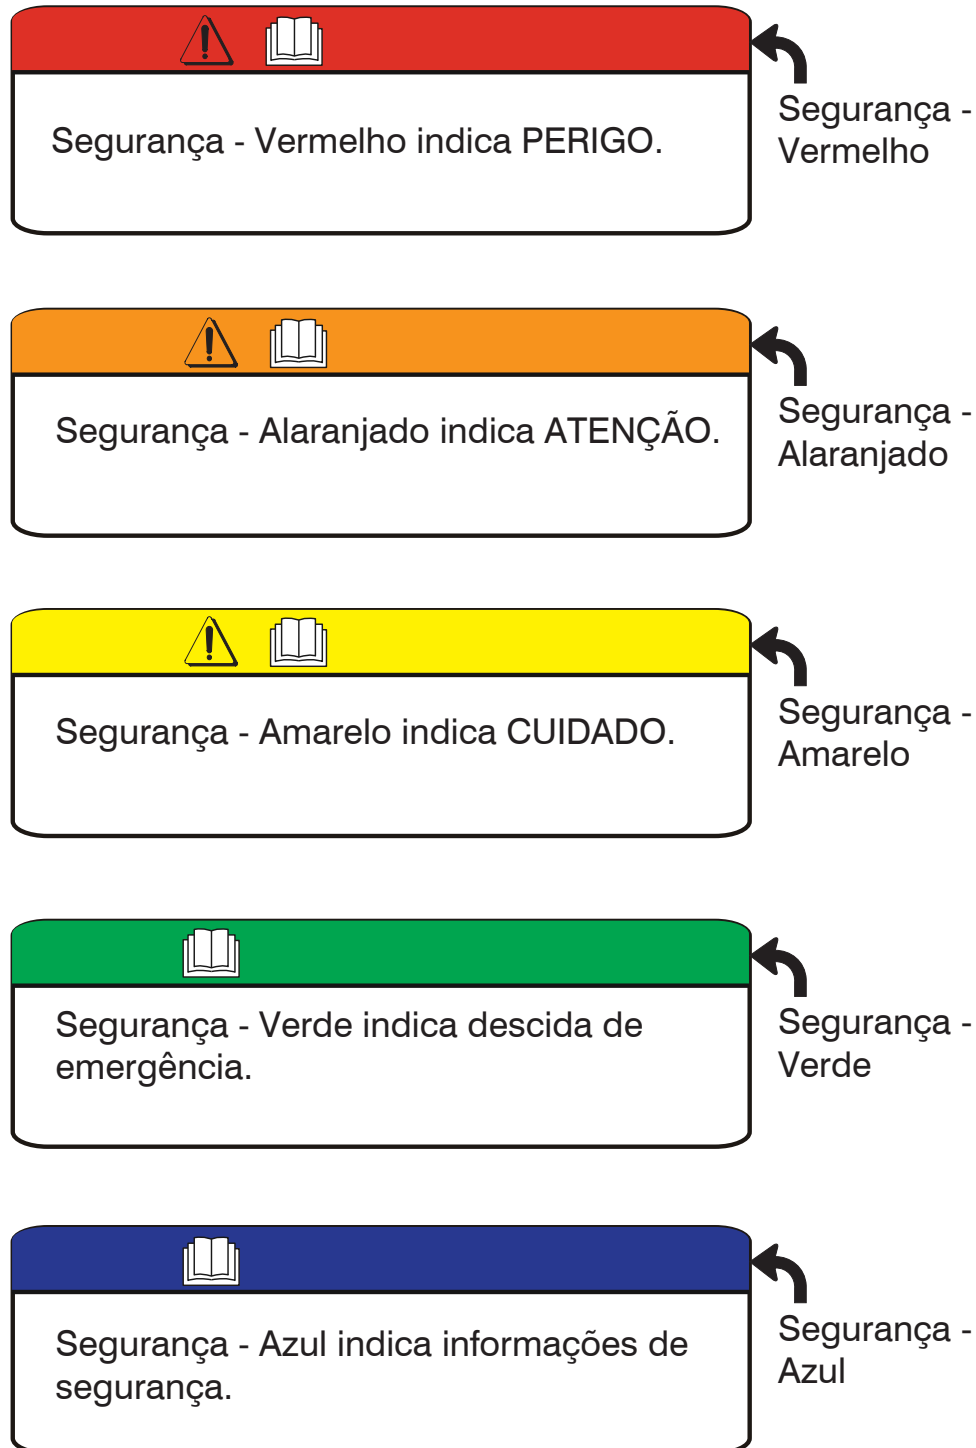 Segurança - Vermelho indica PERIGO.
Segurança -
Vermelho
Segurança - Alaranjado indica ATENÇÃO.
Segurança -
Alaranjado
Segurança - Amarelo indica CUIDADO.
Segurança -
Amarelo
Segurança - Verde indica descida de
emergência.
Segurança -
Verde
Segurança - Azul indica informações de
segurança.
Segurança -
Azul